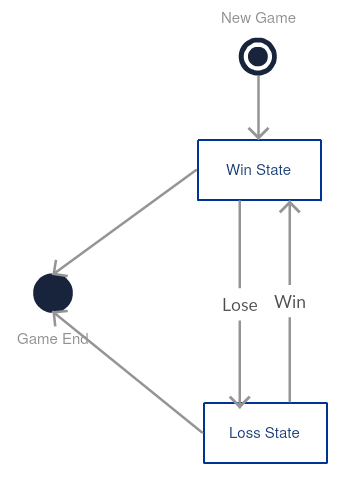 New Game
Win State
Lose
Win
Game End
Loss State